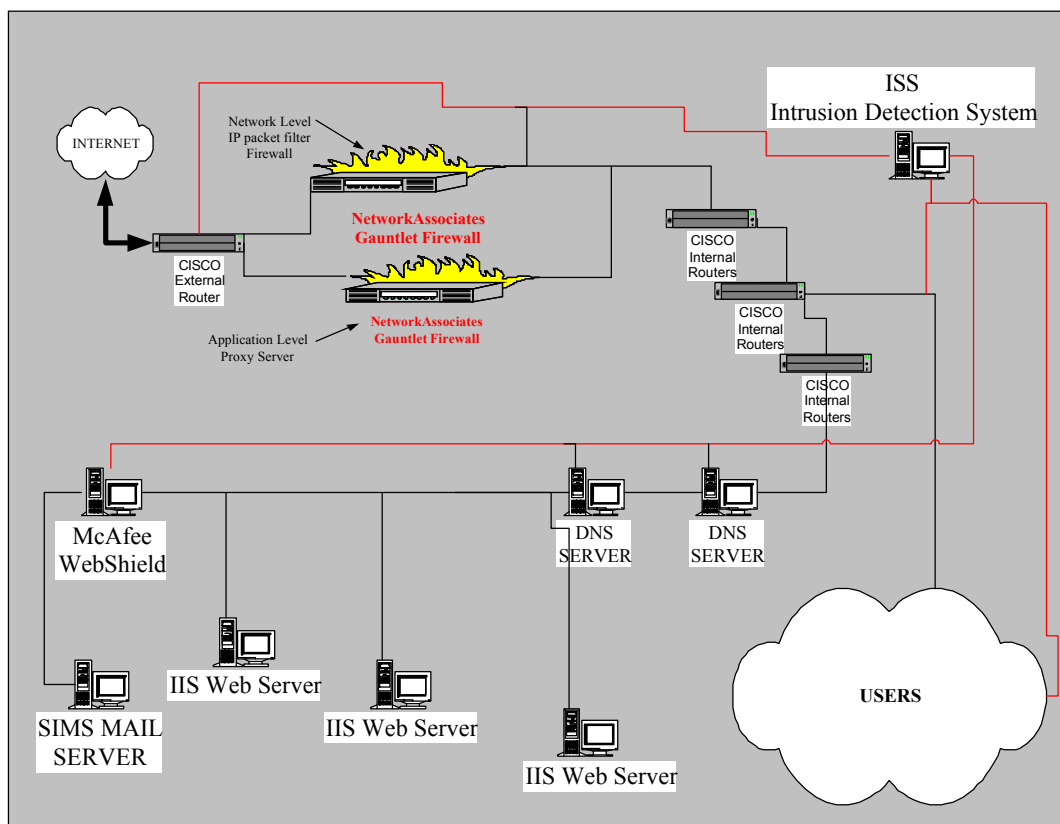 ISS
Intrusion Detection System
INTERNET
Network Level
IP packet filter
Firewall
NetworkAssociates
Gauntlet Firewall
CISCO
External
Router
CISCO
Internal
Routers
CISCO
Internal
Routers
NetworkAssociates
Gauntlet Firewall
Application Level
Proxy Server
CISCO
Internal
Routers
McAfee
WebShield
DNS
SERVER
DNS
SERVER
IIS Web Server
SIMS MAIL
SERVER
IIS Web Server
IIS Web Server
USERS